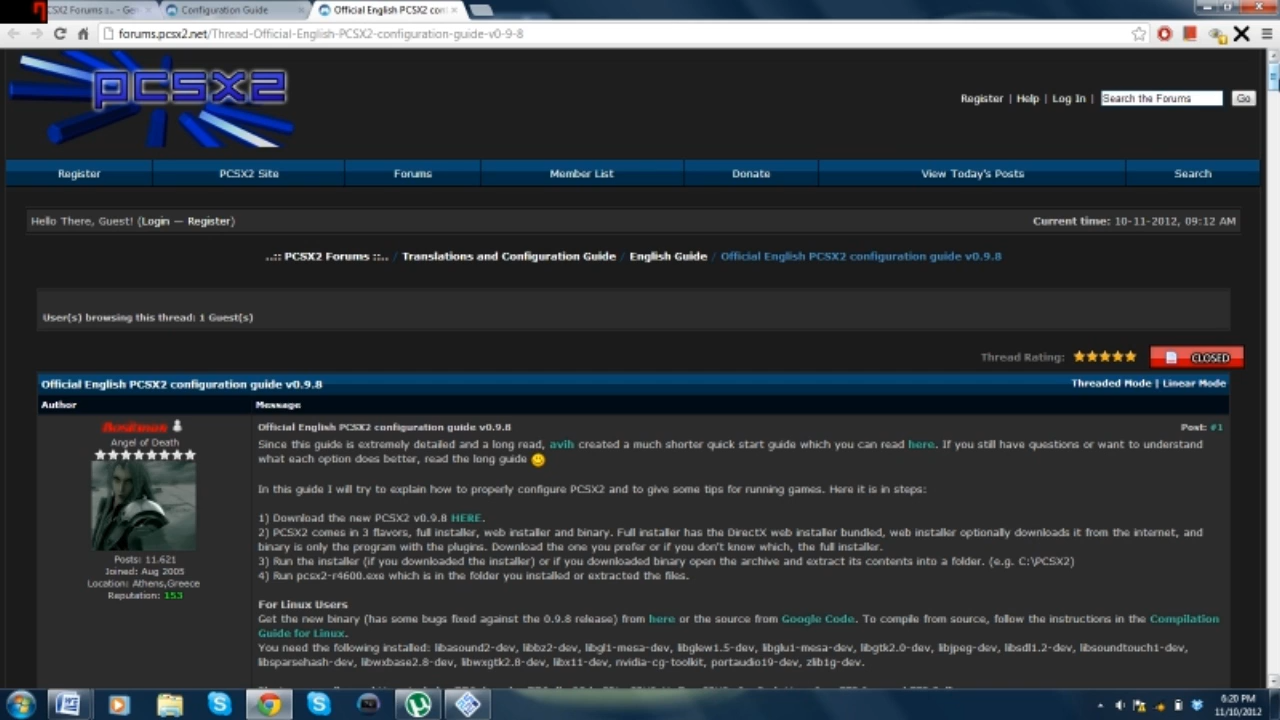 CSX2 Forums ::.. - Ge
Configuration Guide
Official English PCSX2 con
forums.pcsx2.net/Thread-Official-English-PCSX2-configuration-guide-v0-9-8
PCSX2
Register | Help | Log In |
Search the Forums
Go
Register
PCSX2 Site
Forums
Member List
Donate
View Today's Posts
Search
Hello There, Guest! (Login — Register)
Current time: 10-11-2012, 09:12 AM
..:: PCSX2 Forums ::.. / Translations and Configuration Guide / English Guide / Official English PCSX2 configuration guide v0.9.8
User(s) browsing this thread: 1 Guest(s)
Thread Rating:
CLOSED
Official English PCSX2 configuration guide v0.9.8
Threaded Mode | Linear Mode
Author
Message
Bositman
Angel of Death
Posts: 11.621
Joined: Aug 2005
Location: Athens,Greece
Reputation: 153
Official English PCSX2 configuration guide v0.9.8
Post: #1
Since this guide is extremely detailed and a long read, avih created a much shorter quick start guide which you can read here. If you still have questions or want to understand
what each option does better, read the long guide
In this guide I will try to explain how to properly configure PCSX2 and to give some tips for running games. Here it is in steps:
1) Download the new PCSX2 v0.9.8 HERE.
2) PCSX2 comes in 3 flavors, full installer, web installer and binary. Full installer has the DirectX web installer bundled, web installer optionally downloads it from the internet, and
binary is only the program with the plugins. Download the one you prefer or if you don't know which, the full installer.
3) Run the installer (if you downloaded the installer) or if you downloaded binary open the archive and extract its contents into a folder. (e.g. C:\PCSX2)
4) Run pcsx2-r4600.exe which is in the folder you installed or extracted the files.
For Linux Users
Get the new binary (has some bugs fixed against the 0.9.8 release) from here or the source from Google Code. To compile from source, follow the instructions in the Compilation
Guide for Linux.
You need the following installed: libasound2-dev, libbz2-dev, libgl1-mesa-dev, libglew1.5-dev, libglu1-mesa-dev, libgtk2.0-dev, libjpeg-dev, libsdl1.2-dev, libsoundtouch1-dev,
libsparsehash-dev, libwxbase2.8-dev, libwxgtk2.8-dev, libx11-dev, nvidia-cg-toolkit, portaudio19-dev, zlib1g-dev.
6:20 PM
11/10/2012